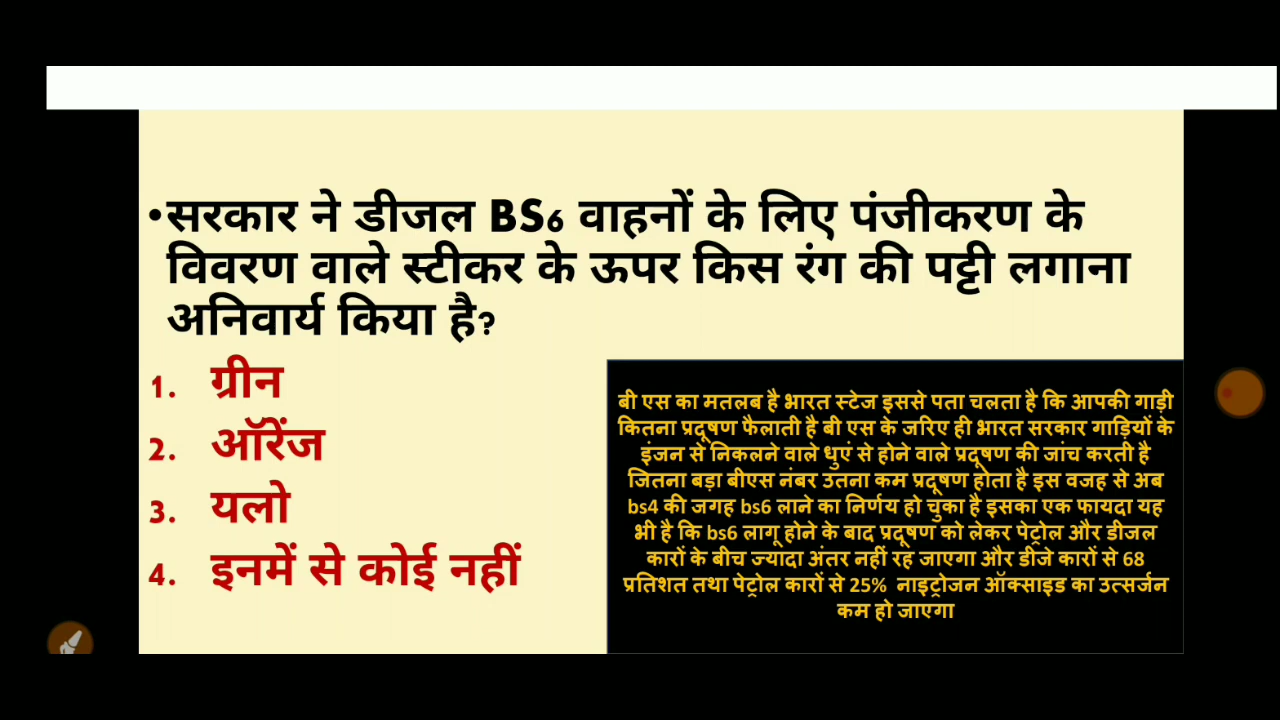 •सरकार ने डीजल BS6 वाहनों के लिए पंजीकरण के
विवरण वाले स्टीकर के ऊपर किस रंग की पट्टी लगाना
अनिवार्य किया है?
1. ग्रीन
2. ऑरेंज
3. यलो
4. इनमें से कोई नहीं
बी एस का मतलब है भारत स्टेज इससे पता चलता है कि आपकी गाड़ी
कितना प्रदूषण फैलाती है बी एस के जरिए ही भारत सरकार गाड़ियों के
इंजन से निकलने वाले धुएं से होने वाले प्रदूषण की जांच करती है
जितना बड़ा बीएस नंबर उतना कम प्रदूषण होता है इस वजह से अब
bs4 की जगह bs6 लाने का निर्णय हो चुका है इसका एक फायदा यह
भी है कि bs6 लागू होने के बाद प्रदूषण को लेकर पेट्रोल और डीजल
कारों के बीच ज्यादा अंतर नहीं रह जाएगा और डीजे कारों से 68
प्रतिशत तथा पेट्रोल कारों से 25% नाइट्रोजन ऑक्साइड का उत्सर्जन
कम हो जाएगा